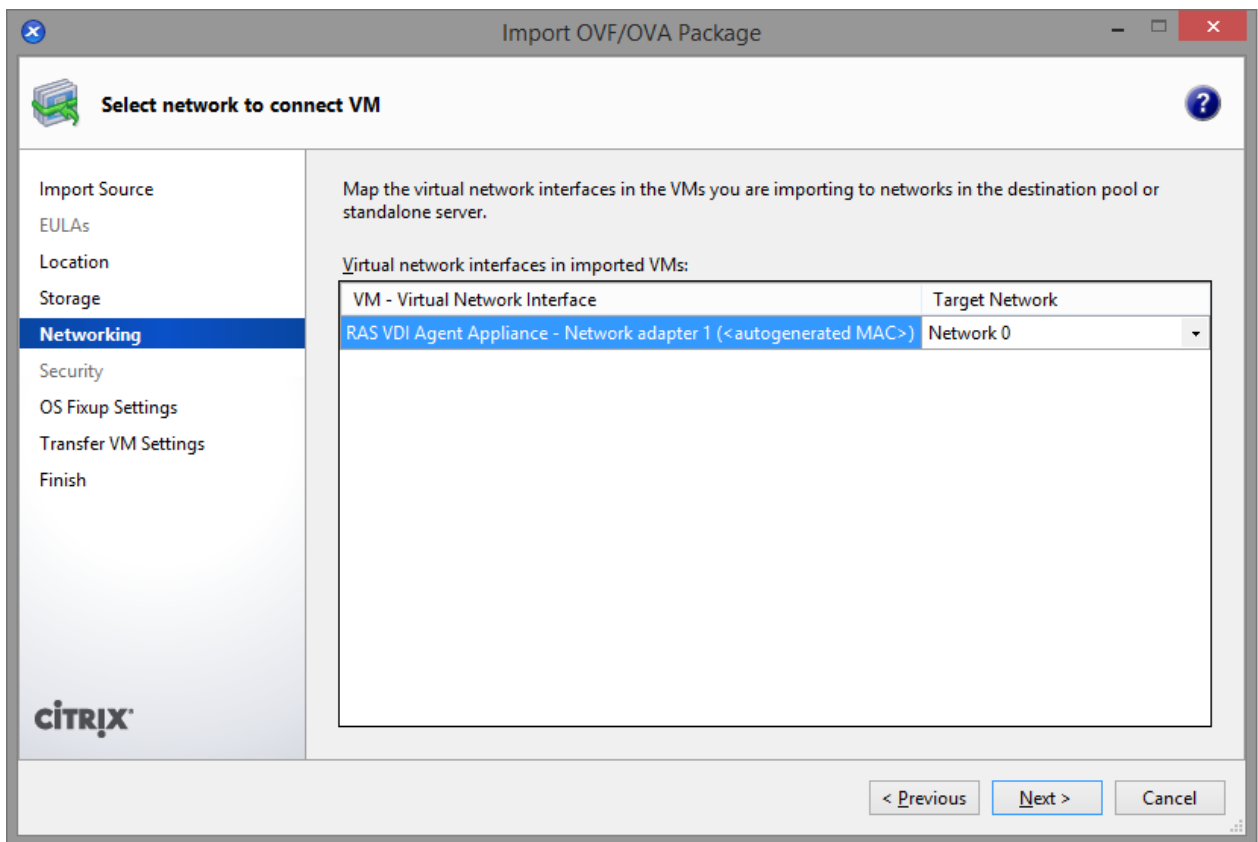 Import OVF/OVA Package
Select network to connect VM
Import Source
EULAs
Location
Storage
Networking
Security
OS Fixup Settings
Transfer VM Settings
Finish
CİTRIX
Map the virtual network interfaces in the VMs you are importing to networks in the destination pool or
standalone server.
Virtual network interfaces in imported VMs:
VM - Virtual Network Interface Target Network
RAS VDI Agent Appliance - Network adapter 1 (<autogenerated MAC>) Network 0
< Previous Next > Cancel